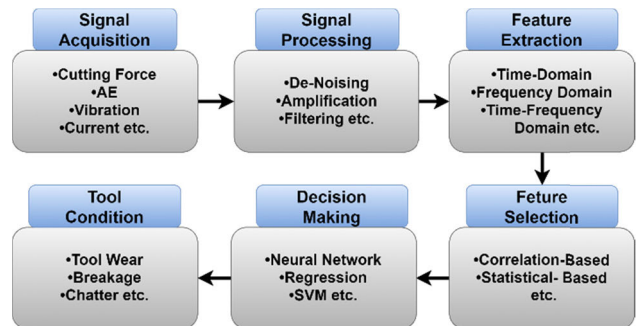 Signal
Acquisition
•Cutting Force
•AE
•Vibration
•Current etc.
Signal
Processing
•De-Noising
•Amplification
•Filtering etc.
Feature
Extraction
•Time-Domain
•Frequency Domain
•Time-Frequency
Domain etc.
Feture
Selection
•Correlation-Based
•Statistical- Based
etc.
Decision
Making
•Neural Network
•Regression
•SVM etc.
Tool
Condition
•Tool Wear
•Breakage
•Chatter etc.